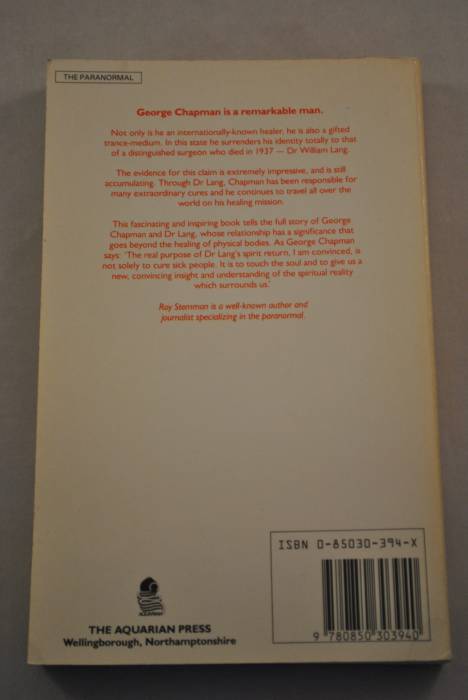 THE PARANORMAL
George Chapman is a remarkable man.
Not only is he an internationally-known healer, he is also a gifted
trance-medium. In this state he surrenders his identity totally to that
of a distinguished surgeon who died in 1937 — Dr William Lang.
The evidence for this claim is extremely impressive, and is still
accumulating. Through Dr Lang, Chapman has been responsible for
many extraordinary cures and he continues to travel all over the
world on his healing mission.
This fascinating and inspiring book tells the full story of George
Chapman and Dr Lang, whose relationship has a significance that
goes beyond the healing of physical bodies. As George Chapman
says: 'The real purpose of Dr Lang's spirit return, I am convinced, is
not solely to cure sick people. It is to touch the soul and to give us a
new, convincing insight and understanding of the spiritual reality
which surrounds us.'
Roy Stemman is a well-known author and
journalist specializing in the paranormal.
ISBN 0-85030-394-X
9 780850 303940
AQUARIAN
THE AQUARIAN PRESS
Wellingborough, Northamptonshire